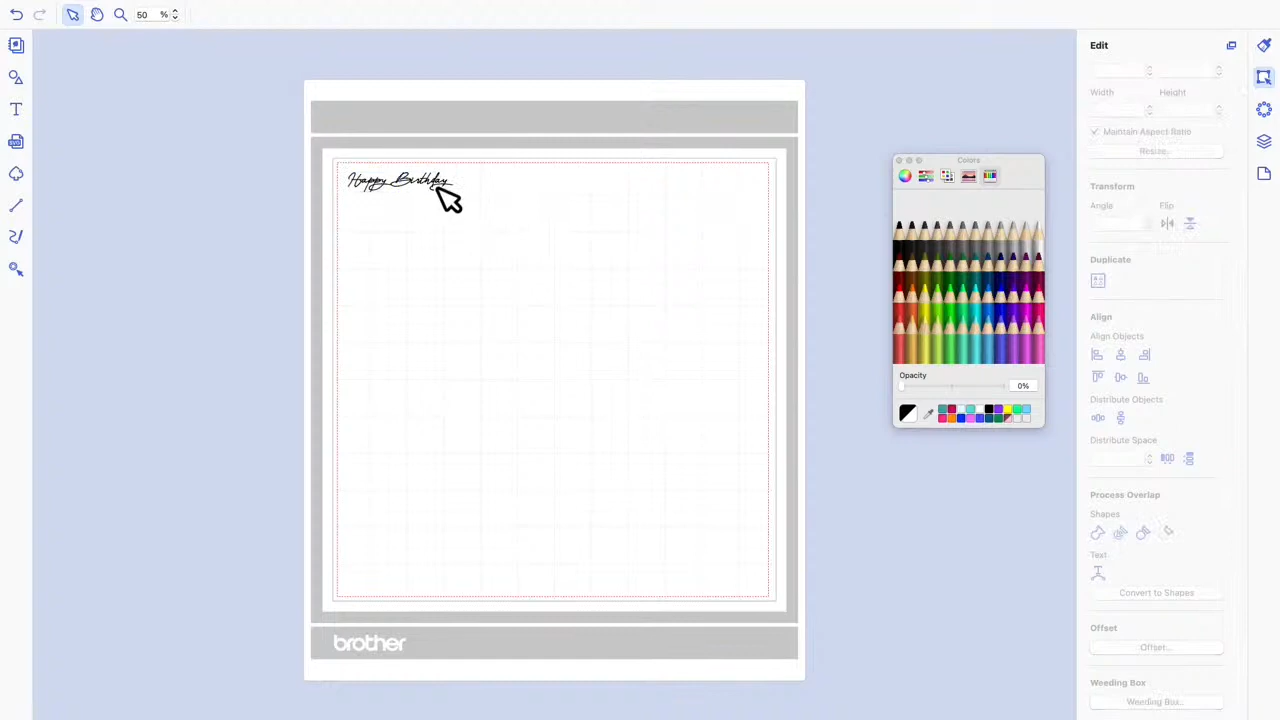 50 %
Edit
Width Height
Maintain Aspect Ratio
Resize...
Transform
Angle Flip
Duplicate
Align
Align Objects
Distribute Objects
Distribute Space
Process Overlap
Shapes
Text
Convert to Shapes
Offset
Offset...
Weeding Box
Weeding Box...
Happy Birthday
brother
Colors
Opacity
0%